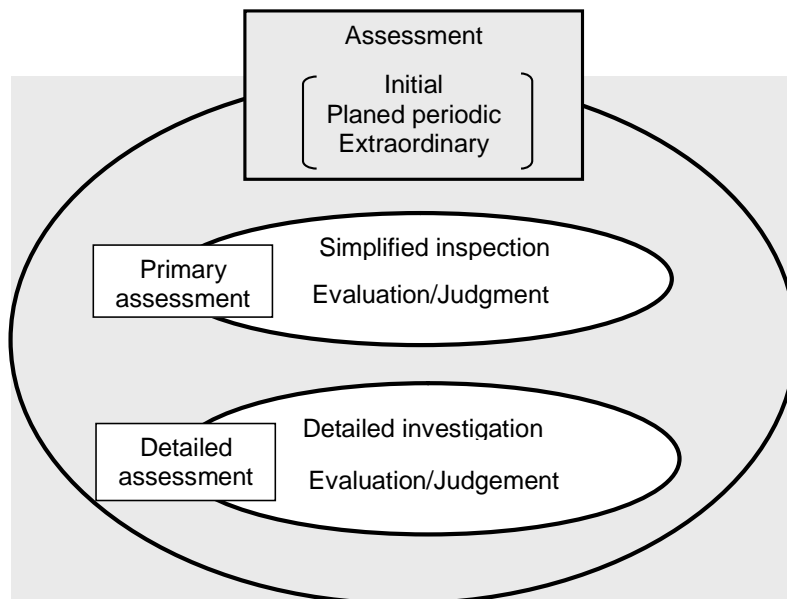 Assessment
Initial
Planed periodic
Extraordinary
Simplified inspection
Primary
assessment
Evaluation/Judgment
Detailed investigation
Detailed
assessment
Evaluation/Judgement